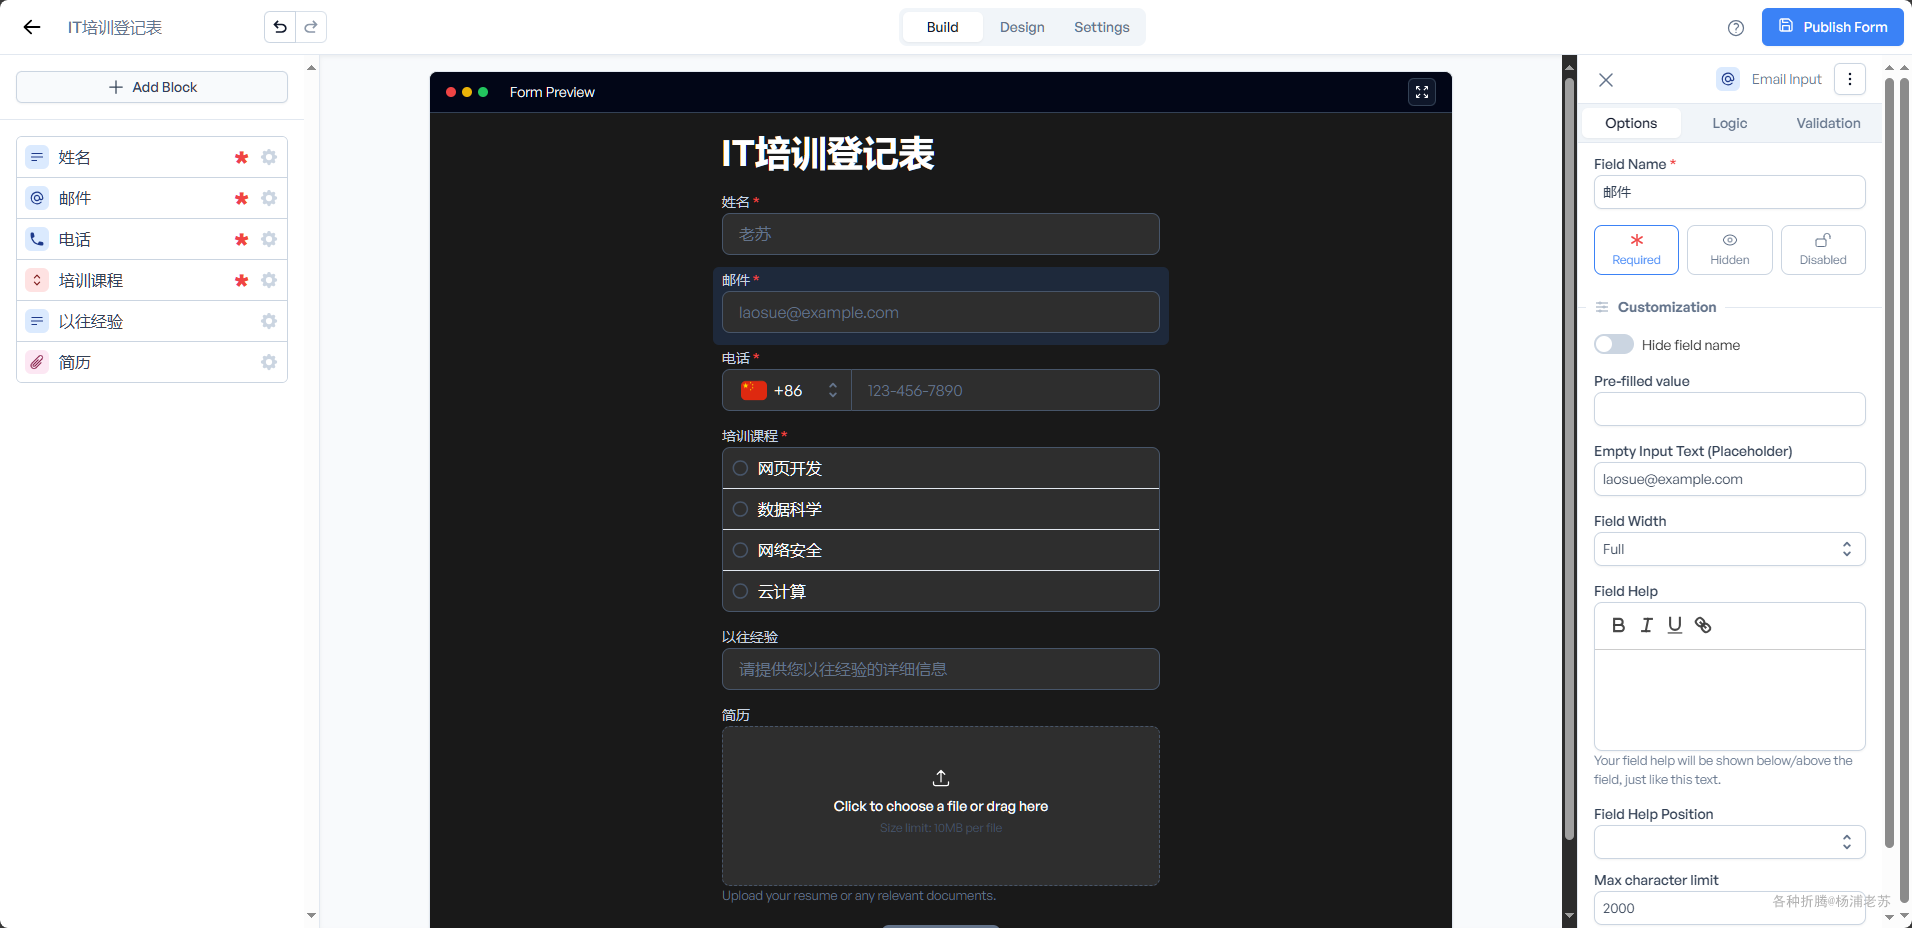 IT培训登记表
Build
Design
Settings
Publish Form
Add Block
姓名 *
邮件 *
电话 *
培训课程 *
以往经验
简历
Form Preview
IT培训登记表
姓名 *
老苏
邮件 *
laosue@example.com
电话 *
+86
123-456-7890
培训课程 *
网页开发
数据科学
网络安全
云计算
以往经验
请提供您以往经验的详细信息
简历
Click to choose a file or drag here
Size limit: 10MB per file
Upload your resume or any relevant documents.
Email Input
Options
Logic
Validation
Field Name *
邮件
Required
Hidden
Disabled
Customization
Hide field name
Pre-filled value
Empty Input Text (Placeholder)
laosue@example.com
Field Width
Full
Field Help
B I U
Your field help will be shown below/above the
field, just like this text.
Field Help Position
Max character limit
2000
各种折腾@杨浦老苏